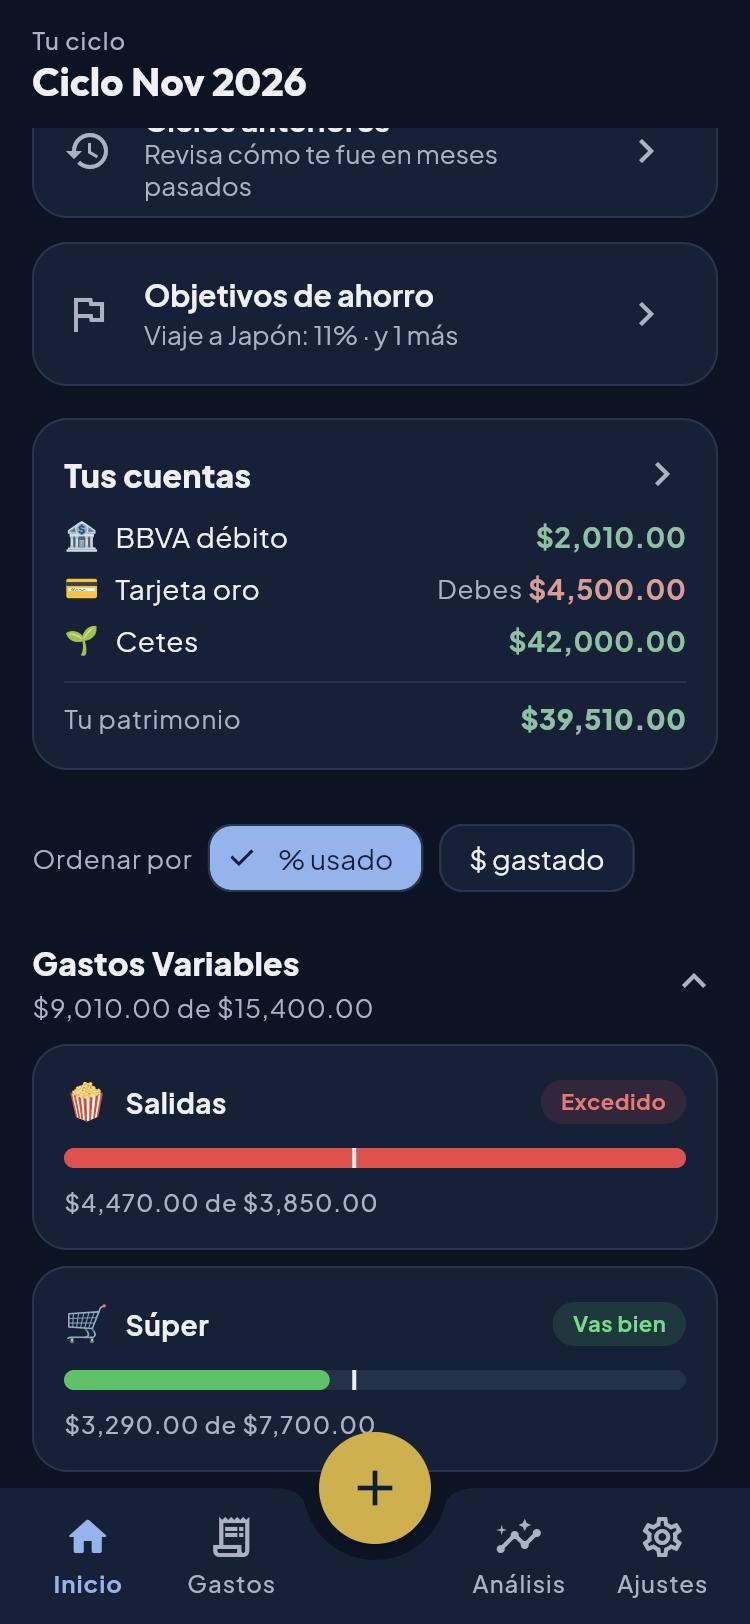 Tu ciclo
Ciclo Nov 2026
Ciclos anteriores
Revisa cómo te fue en meses
pasados
Objetivos de ahorro
Viaje a Japón: 11% · y 1 más
Tus cuentas
BBVA débito $2,010.00
Tarjeta oro Debes $4,500.00
Cetes $42,000.00
Tu patrimonio $39,510.00
Ordenar por % usado $ gastado
Gastos Variables
$9,010.00 de $15,400.00
Salidas Excedido
$4,470.00 de $3,850.00
Súper Vas bien
$3,290.00 de $7,700.00
Inicio Gastos Análisis Ajustes